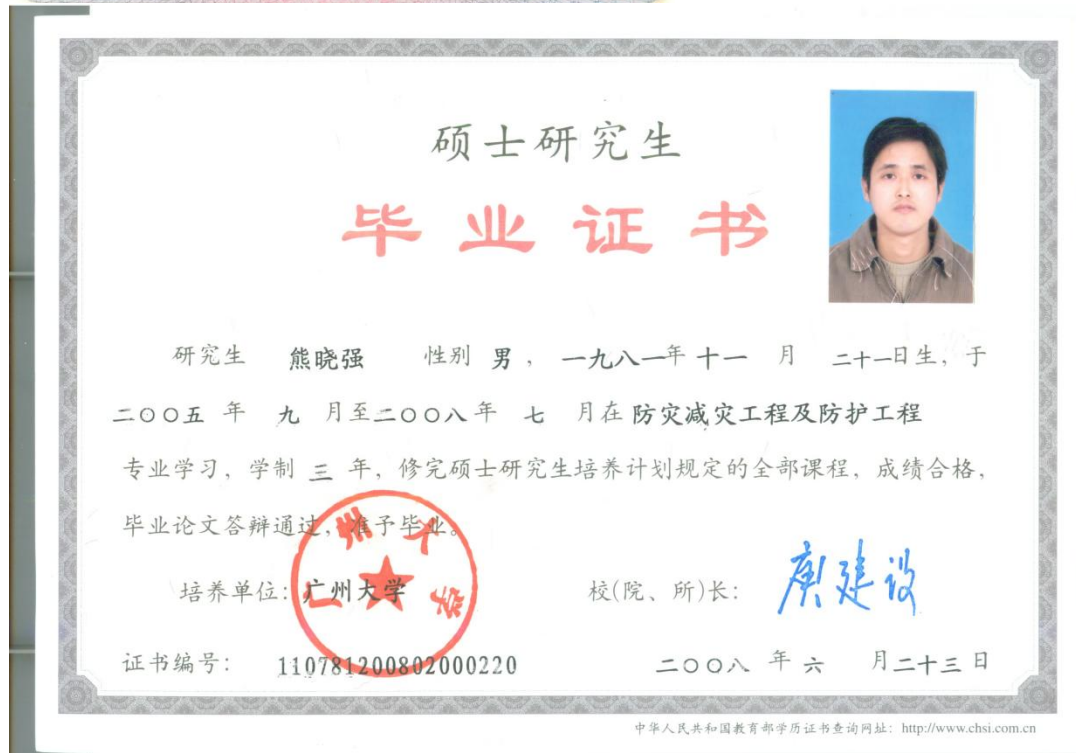 硕士研究生
毕业证书
研究生 熊晓强 性别 男，一九八一年 十一 月 二十一日生，于
二〇〇五 年 九 月至二〇〇八年 七 月在 防灾减灾工程及防护工程
专业学习，学制 三 年，修完硕士研究生培养计划规定的全部课程，成绩合格，
毕业论文答辩通过，准予毕业。
广州大学
培养单位：广州大学 校(院、所)长：庾建设
证书编号： 110781200802000220 二〇〇八 年 六 月二十三日
中华人民共和国教育部学历证书查询网址：http://www.chsi.com.cn